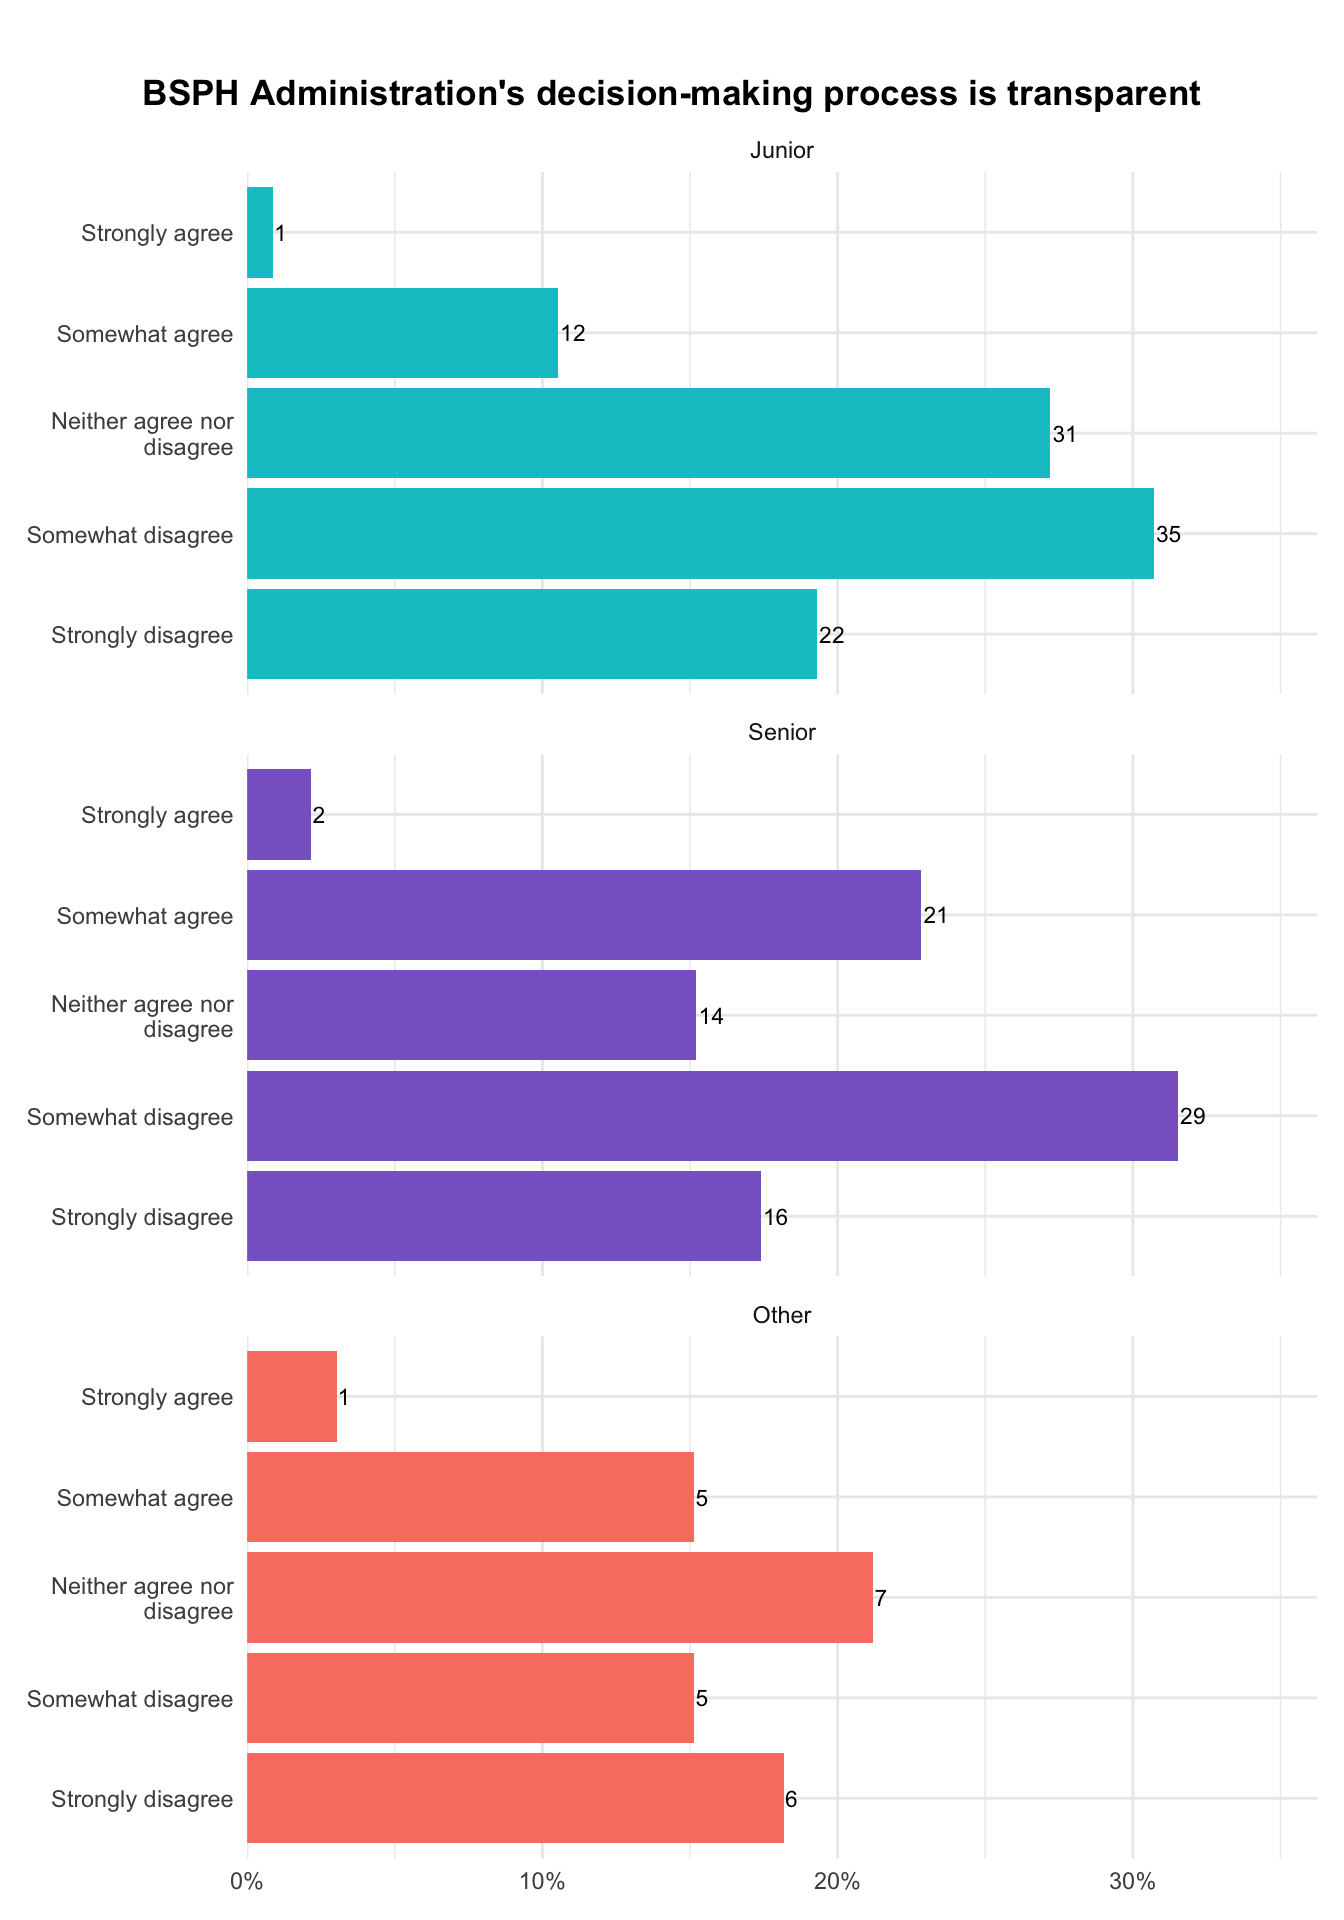 BSPH Administration's decision-making process is transparent
Junior
Strongly agree
1
Somewhat agree
12
Neither agree nor
disagree
31
Somewhat disagree
35
Strongly disagree
22
Senior
Strongly agree
2
Somewhat agree
21
Neither agree nor
disagree
14
Somewhat disagree
29
Strongly disagree
16
Other
Strongly agree
1
Somewhat agree
5
Neither agree nor
disagree
7
Somewhat disagree
5
Strongly disagree
6
0% 10% 20% 30%